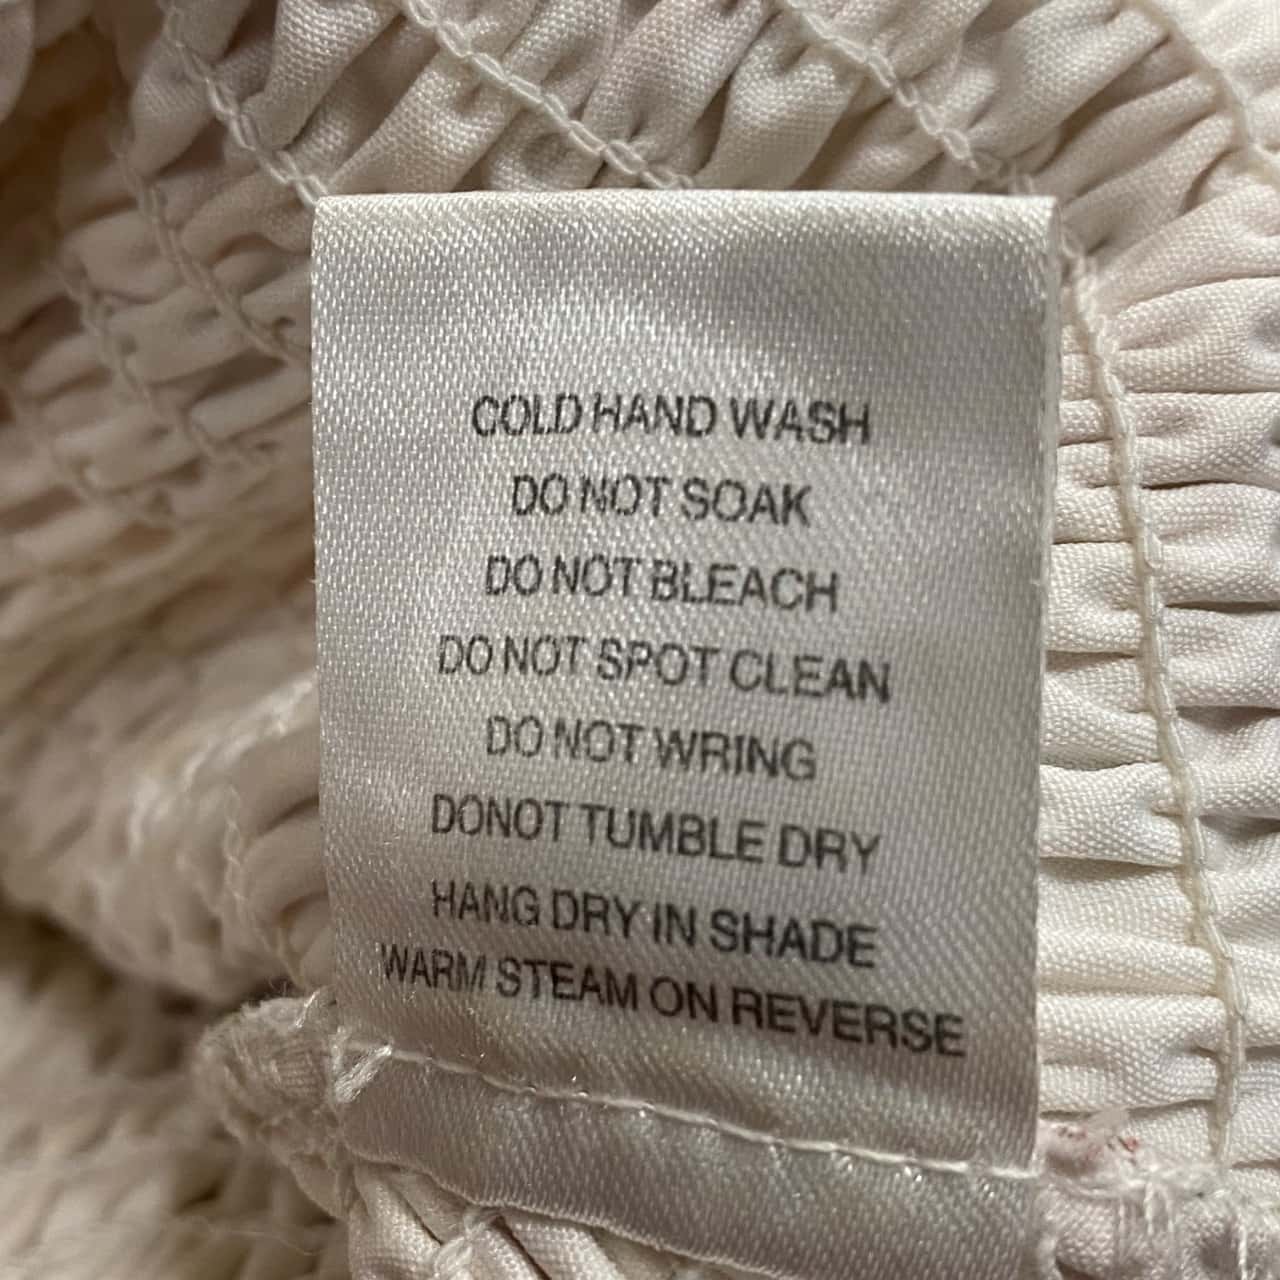 COLD HAND WASH
DO NOT SOAK
DO NOT BLEACH
DO NOT SPOT CLEAN
DO NOT WRING
DONOT TUMBLE DRY
HANG DRY IN SHADE
WARM STEAM ON REVERSE